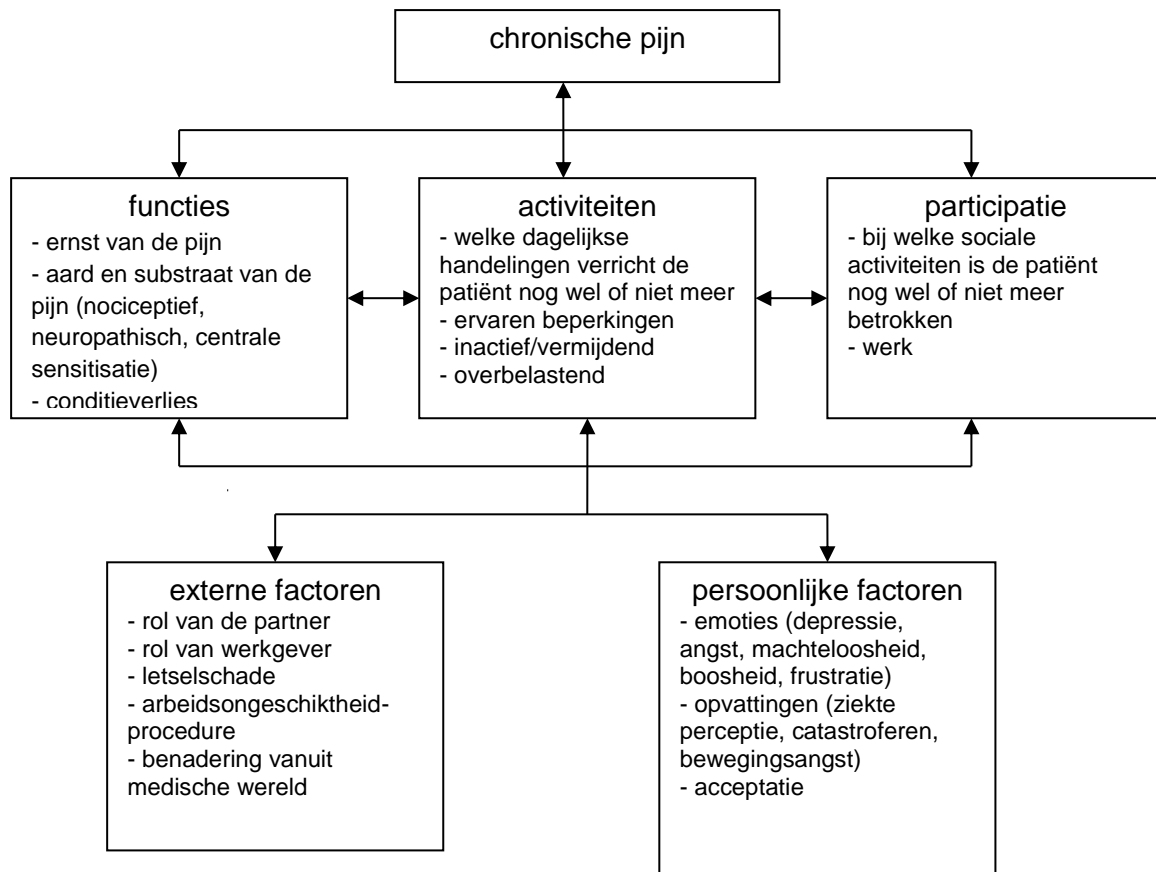 chronische pijn
functies
- ernst van de pijn
- aard en substraat van de
pijn (nociceptief,
neuropathisch, centrale
sensitisatie)
- conditieverlies
activiteiten
- welke dagelijkse
handelingen verricht de
patiënt nog wel of niet meer
- ervaren beperkingen
- inactief/vermijdend
- overbelastend
participatie
- bij welke sociale
activiteiten is de patiënt
nog wel of niet meer
betrokken
- werk
externe factoren
- rol van de partner
- rol van werkgever
- letselschade
- arbeidsongeschiktheid-
procedure
- benadering vanuit
medische wereld
persoonlijke factoren
- emoties (depressie,
angst, machteloosheid,
boosheid, frustratie)
- opvattingen (ziekte
perceptie, catastroferen,
bewegingsangst)
- acceptatie